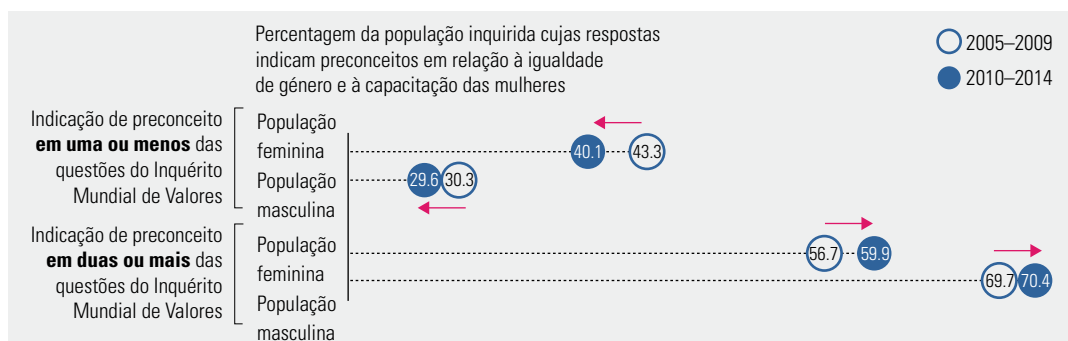 Percentagem da população inquirida cujas respostas
indicam preconceitos em relação à igualdade
de género e à capacitação das mulheres
2005–2009
2010–2014
Indicação de preconceito
em uma ou menos das
questões do Inquérito
Mundial de Valores
População
feminina
40.1 43.3
População
masculina
29.6 30.3
Indicação de preconceito
em duas ou mais das
questões do Inquérito
Mundial de Valores
População
feminina
56.7 59.9
População
masculina
69.7 70.4